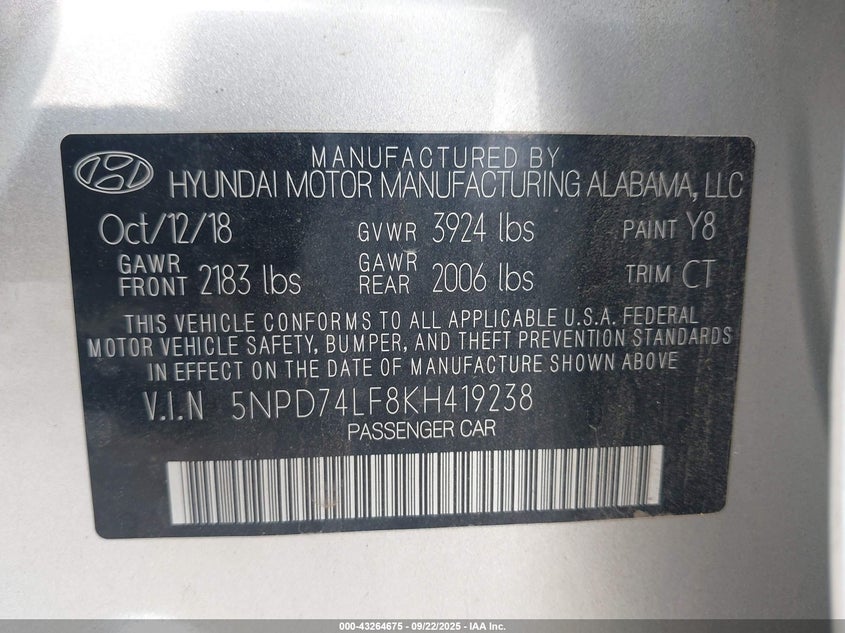 MANUFACTURED BY
HYUNDAI MOTOR MANUFACTURING ALABAMA, LLC
Oct/12/18 GVWR 3924 lbs PAINT Y8
GAWR FRONT 2183 lbs GAWR REAR 2006 lbs TRIM CT
THIS VEHICLE CONFORMS TO ALL APPLICABLE U.S.A. FEDERAL
MOTOR VEHICLE SAFETY, BUMPER, AND THEFT PREVENTION STANDARDS
IN EFFECT ON THE DATE OF MANUFACTURE SHOWN ABOVE
V.I.N 5NPD74LF8KH419238
PASSENGER CAR
000-43264675 - 09/22/2025 - IAA Inc.